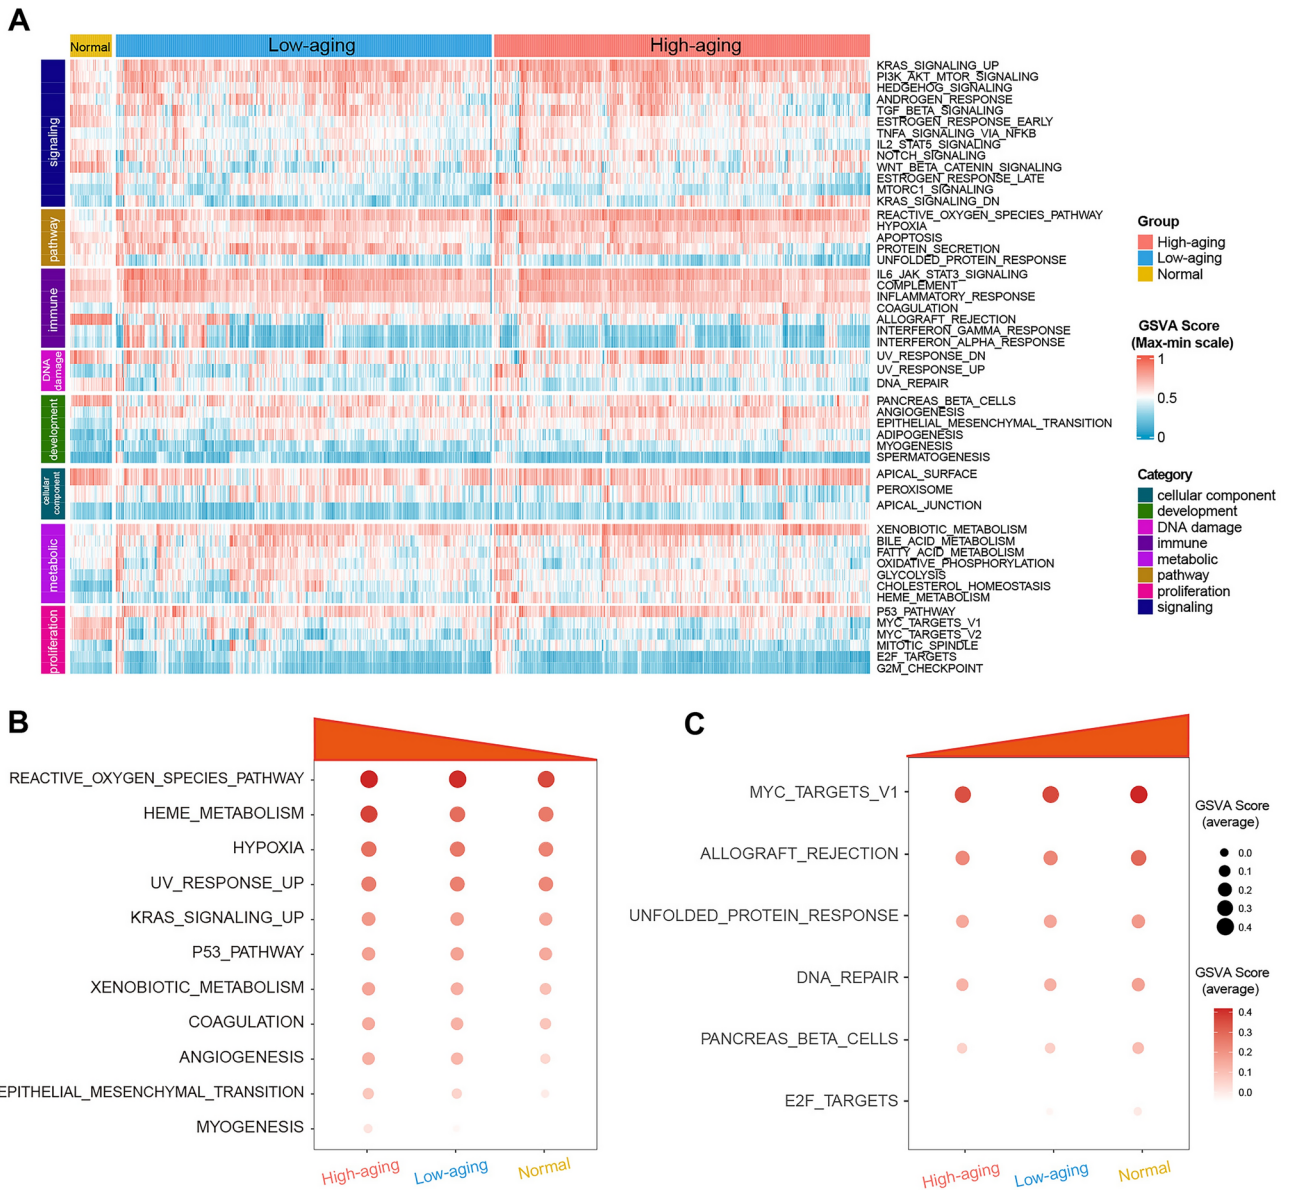 A
Normal
Low-aging
High-aging
signaling
KRAS_SIGNALING_UP
PI3K_AKT_MTOR_SIGNALING
HEDGEHOG_SIGNALING
ANDROGEN_RESPONSE
TGF_BETA_SIGNALING
ESTROGEN_RESPONSE_EARLY
TNFA_SIGNALING_VIA_NFKB
IL2_STAT5_SIGNALING
NOTCH_SIGNALING
WNT_BETA_CATENIN_SIGNALING
ESTROGEN_RESPONSE_LATE
MTORC1_SIGNALING
KRAS_SIGNALING_DN
pathway
REACTIVE_OXYGEN_SPECIES_PATHWAY
HYPOXIA
APOPTOSIS
PROTEIN_SECRETION
UNFOLDED_PROTEIN_RESPONSE
immune
IL6_JAK_STAT3_SIGNALING
COMPLEMENT
INFLAMMATORY_RESPONSE
COAGULATION
ALLOGRAFT_REJECTION
INTERFERON_GAMMA_RESPONSE
INTERFERON_ALPHA_RESPONSE
DNA
damage
UV_RESPONSE_DN
UV_RESPONSE_UP
DNA_REPAIR
development
PANCREAS_BETA_CELLS
ANGIOGENESIS
EPITHELIAL_MESENCHYMAL_TRANSITION
ADIPOGENESIS
MYOGENESIS
SPERMATOGENESIS
cellular
component
APICAL_SURFACE
PEROXISOME
APICAL_JUNCTION
metabolic
XENOBIOTIC_METABOLISM
BILE_ACID_METABOLISM
FATTY_ACID_METABOLISM
OXIDATIVE_PHOSPHORYLATION
GLYCOLYSIS
CHOLESTEROL_HOMEOSTASIS
HEME_METABOLISM
proliferation
P53_PATHWAY
MYC_TARGETS_V1
MYC_TARGETS_V2
MITOTIC_SPINDLE
E2F_TARGETS
G2M_CHECKPOINT
Group
High-aging
Low-aging
Normal
GSVA Score
(Max-min scale)
1
0.5
0
Category
cellular component
development
DNA damage
immune
metabolic
pathway
proliferation
signaling
B
REACTIVE_OXYGEN_SPECIES_PATHWAY
HEME_METABOLISM
HYPOXIA
UV_RESPONSE_UP
KRAS_SIGNALING_UP
P53_PATHWAY
XENOBIOTIC_METABOLISM
COAGULATION
ANGIOGENESIS
EPITHELIAL_MESENCHYMAL_TRANSITION
MYOGENESIS
High-aging
Low-aging
Normal
C
MYC_TARGETS_V1
ALLOGRAFT_REJECTION
UNFOLDED_PROTEIN_RESPONSE
DNA_REPAIR
PANCREAS_BETA_CELLS
E2F_TARGETS
High-aging
Low-aging
Normal
GSVA Score
(average)
0.0
0.1
0.2
0.3
0.4
GSVA Score
(average)
0.4
0.3
0.2
0.1
0.0